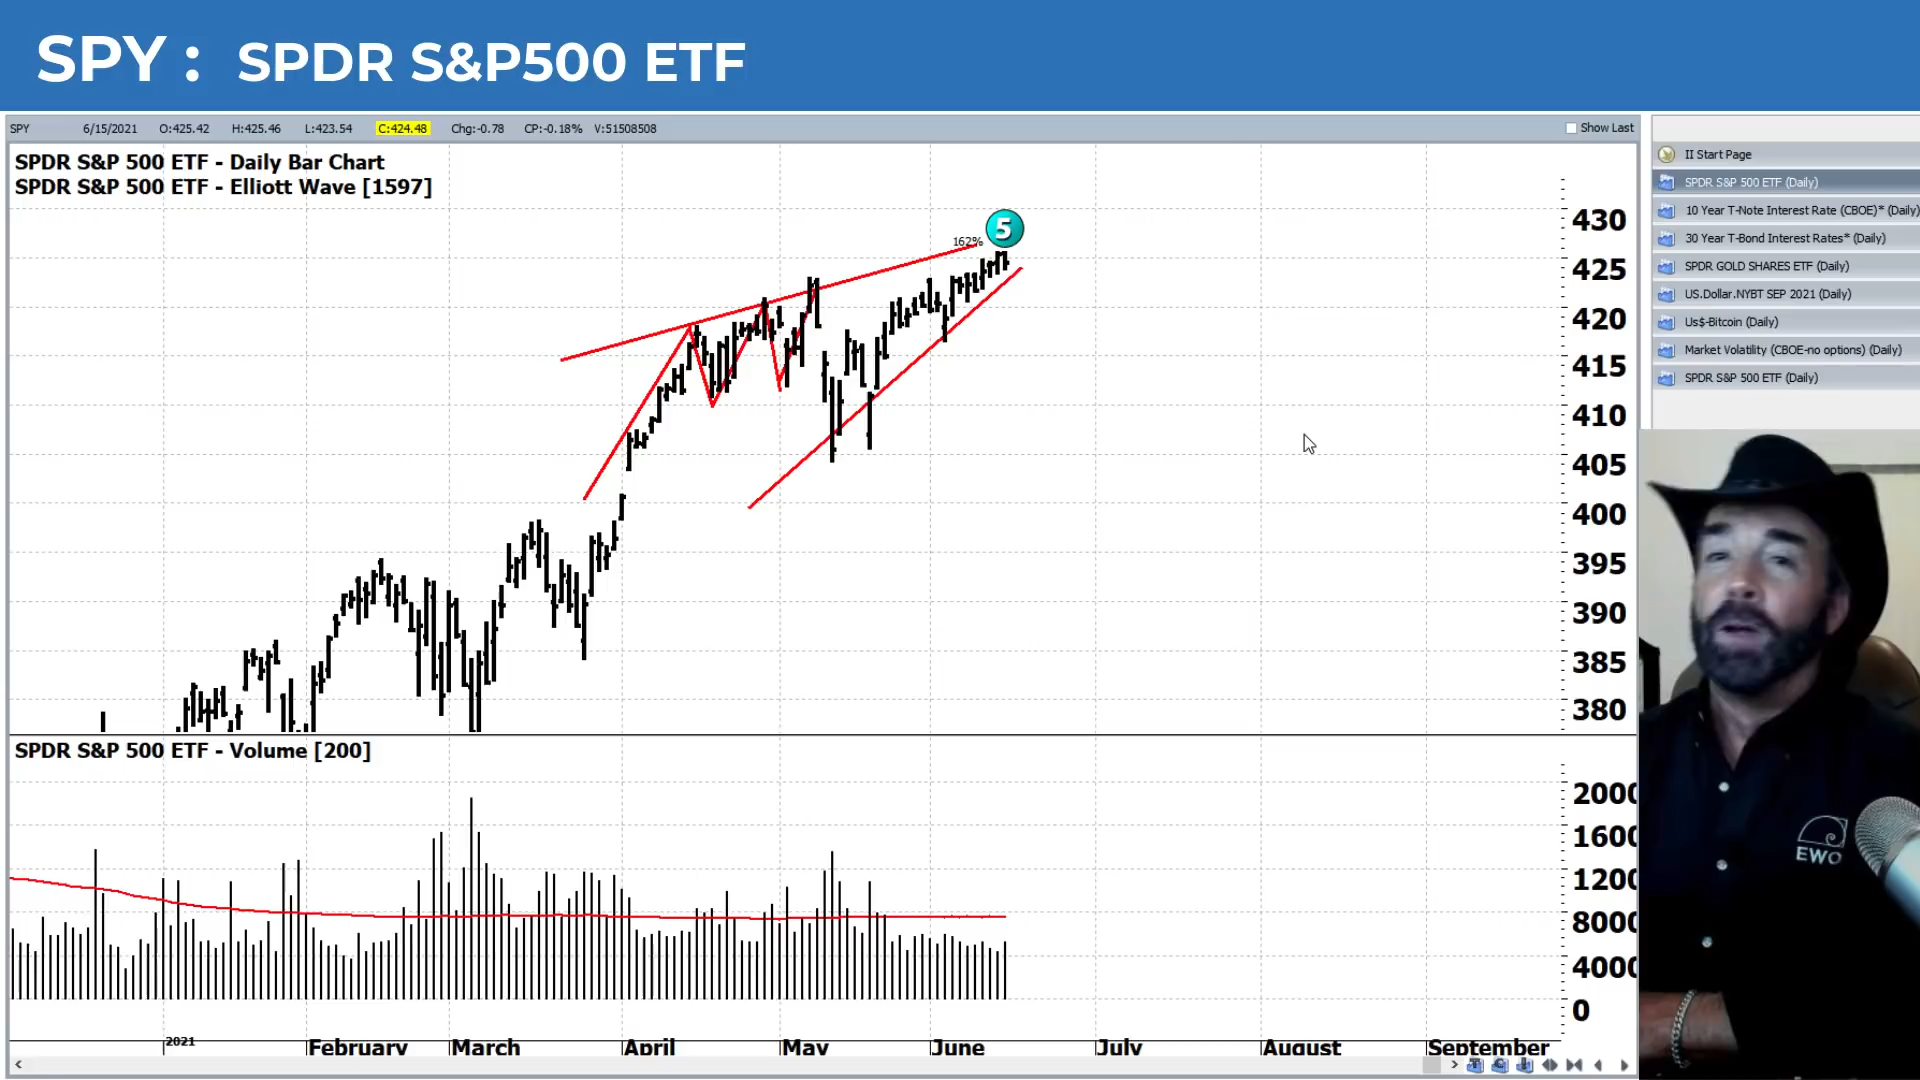 SPY : SPDR S&P500 ETF
SPY 6/15/2021 O:425.42 H:425.46 L:423.54 C:424.48 Chg:-0.78 CP:-0.18% V:51508508
Show Last
SPDR S&P 500 ETF - Daily Bar Chart
SPDR S&P 500 ETF - Elliott Wave [1597]
162%
5
430
425
420
415
410
405
400
395
390
385
380
SPDR S&P 500 ETF - Volume [200]
2000
1600
1200
8000
4000
0
2021
February March April May June July August September
II Start Page
SPDR S&P 500 ETF (Daily)
10 Year T-Note Interest Rate (CBOE)* (Daily)
30 Year T-Bond Interest Rates* (Daily)
SPDR GOLD SHARES ETF (Daily)
US.Dollar.NYBT SEP 2021 (Daily)
Us$-Bitcoin (Daily)
Market Volatility (CBOE-no options) (Daily)
SPDR S&P 500 ETF (Daily)
EWO